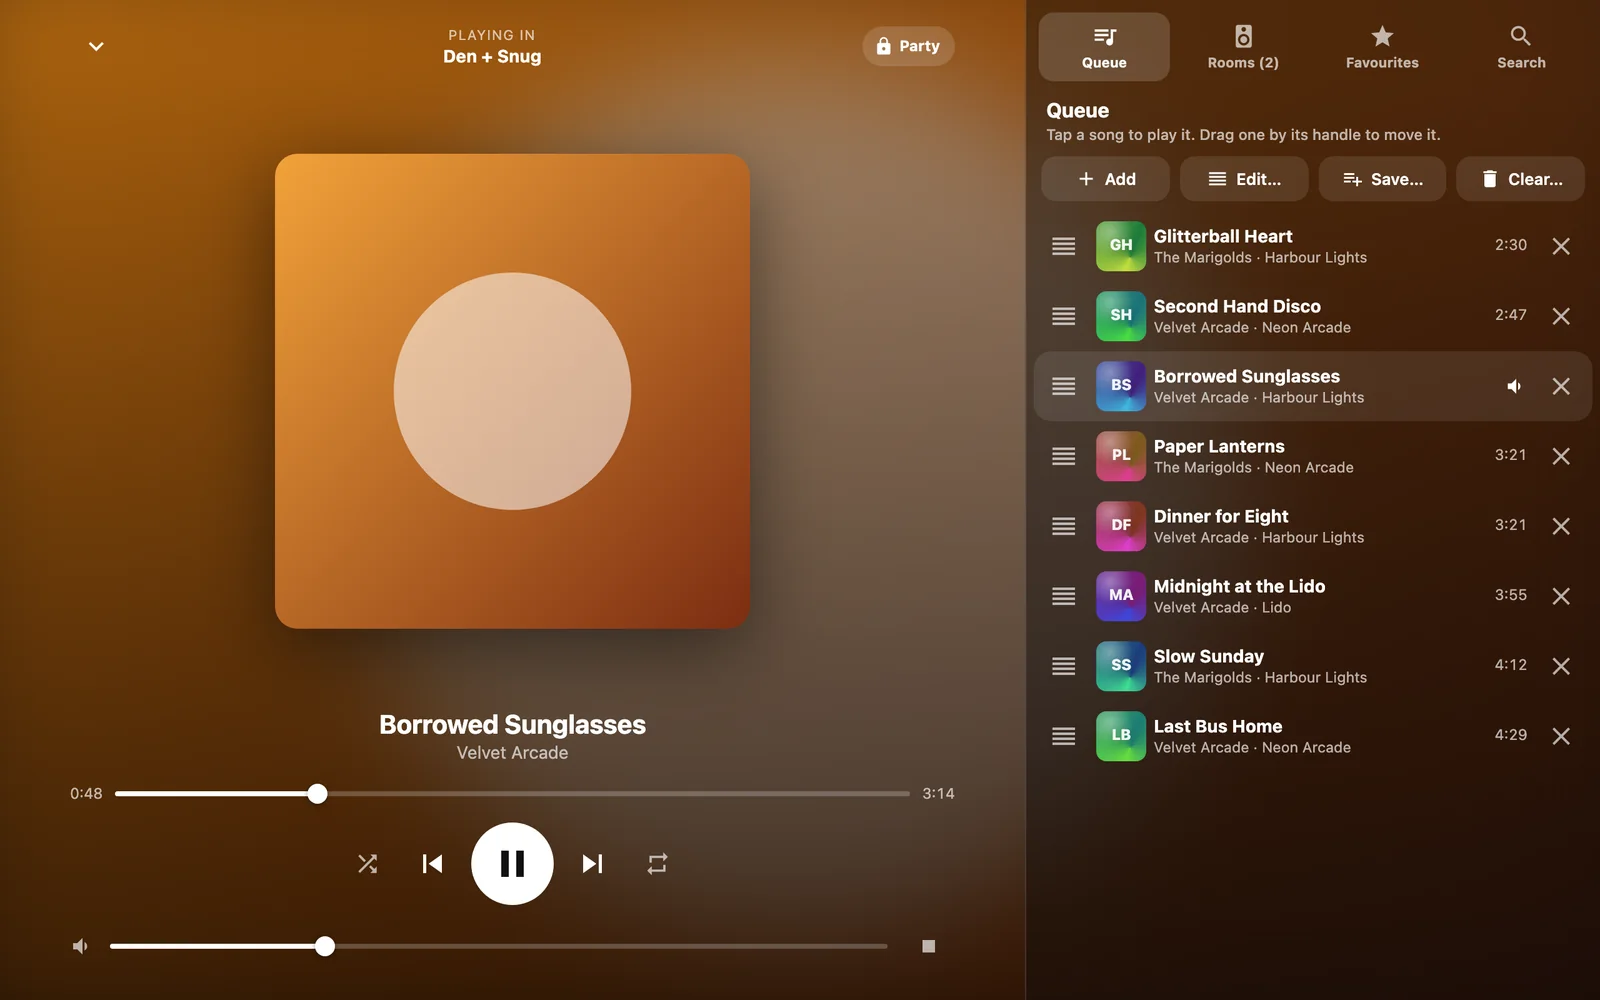 PLAYING IN
Den + Snug
Party
Borrowed Sunglasses
Velvet Arcade
0:48
3:14
Queue
Rooms (2)
Favourites
Search
Queue
Tap a song to play it. Drag one by its handle to move it.
Add
Edit...
Save...
Clear...
GH
Glitterball Heart
The Marigolds · Harbour Lights
2:30
SH
Second Hand Disco
Velvet Arcade · Neon Arcade
2:47
BS
Borrowed Sunglasses
Velvet Arcade · Harbour Lights
PL
Paper Lanterns
The Marigolds · Neon Arcade
3:21
DF
Dinner for Eight
Velvet Arcade · Harbour Lights
3:21
MA
Midnight at the Lido
Velvet Arcade · Lido
3:55
SS
Slow Sunday
The Marigolds · Harbour Lights
4:12
LB
Last Bus Home
Velvet Arcade · Neon Arcade
4:29